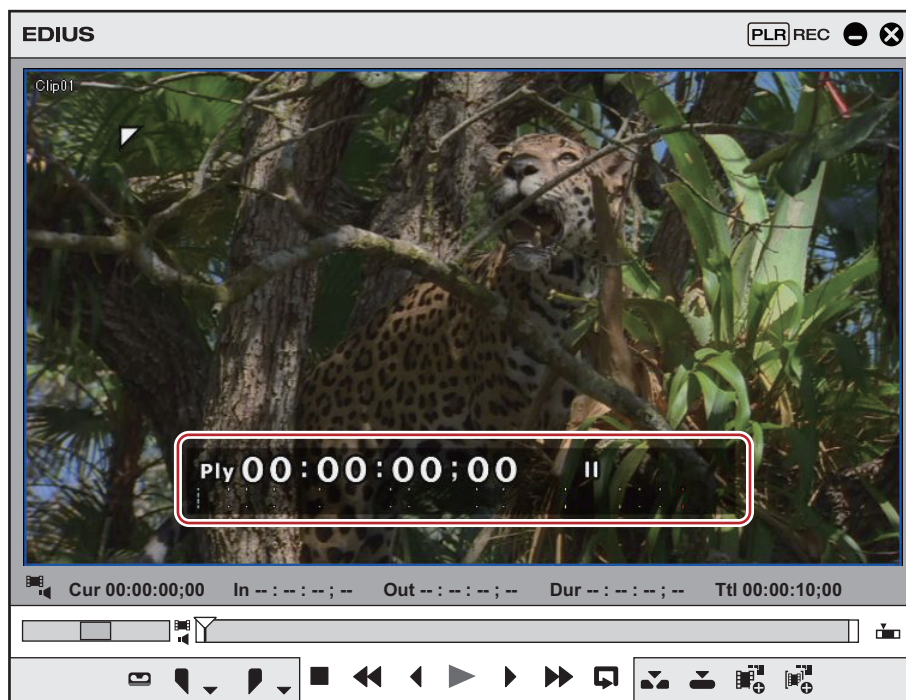 EDIUS PLR REC
Clip01
Ply 00:00:00;00
Cur 00:00:00;00 In -- : -- : -- ; -- Out -- : -- : -- ; -- Dur -- : -- : -- ; -- Ttl 00:00:10;00